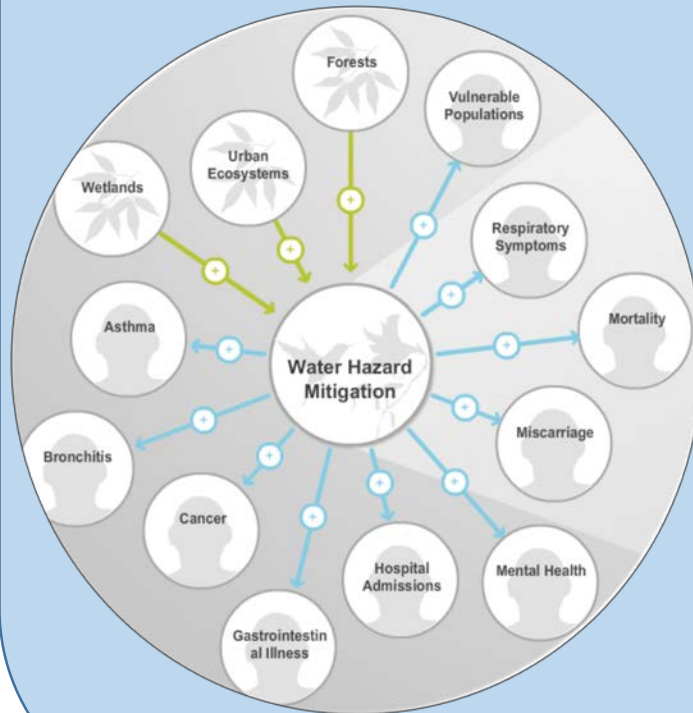 Forests
Vulnerable
Populations
Urban
Ecosystems
Wetlands
+
+
+
+
Respiratory
Symptoms
+
+
Asthma
+
Mortality
+
Water Hazard
Mitigation
+
Miscarriage
+
Bronchitis
+
Cancer
+
+
+
Hospital
Admissions
Mental Health
Gastrointestin
al Illness